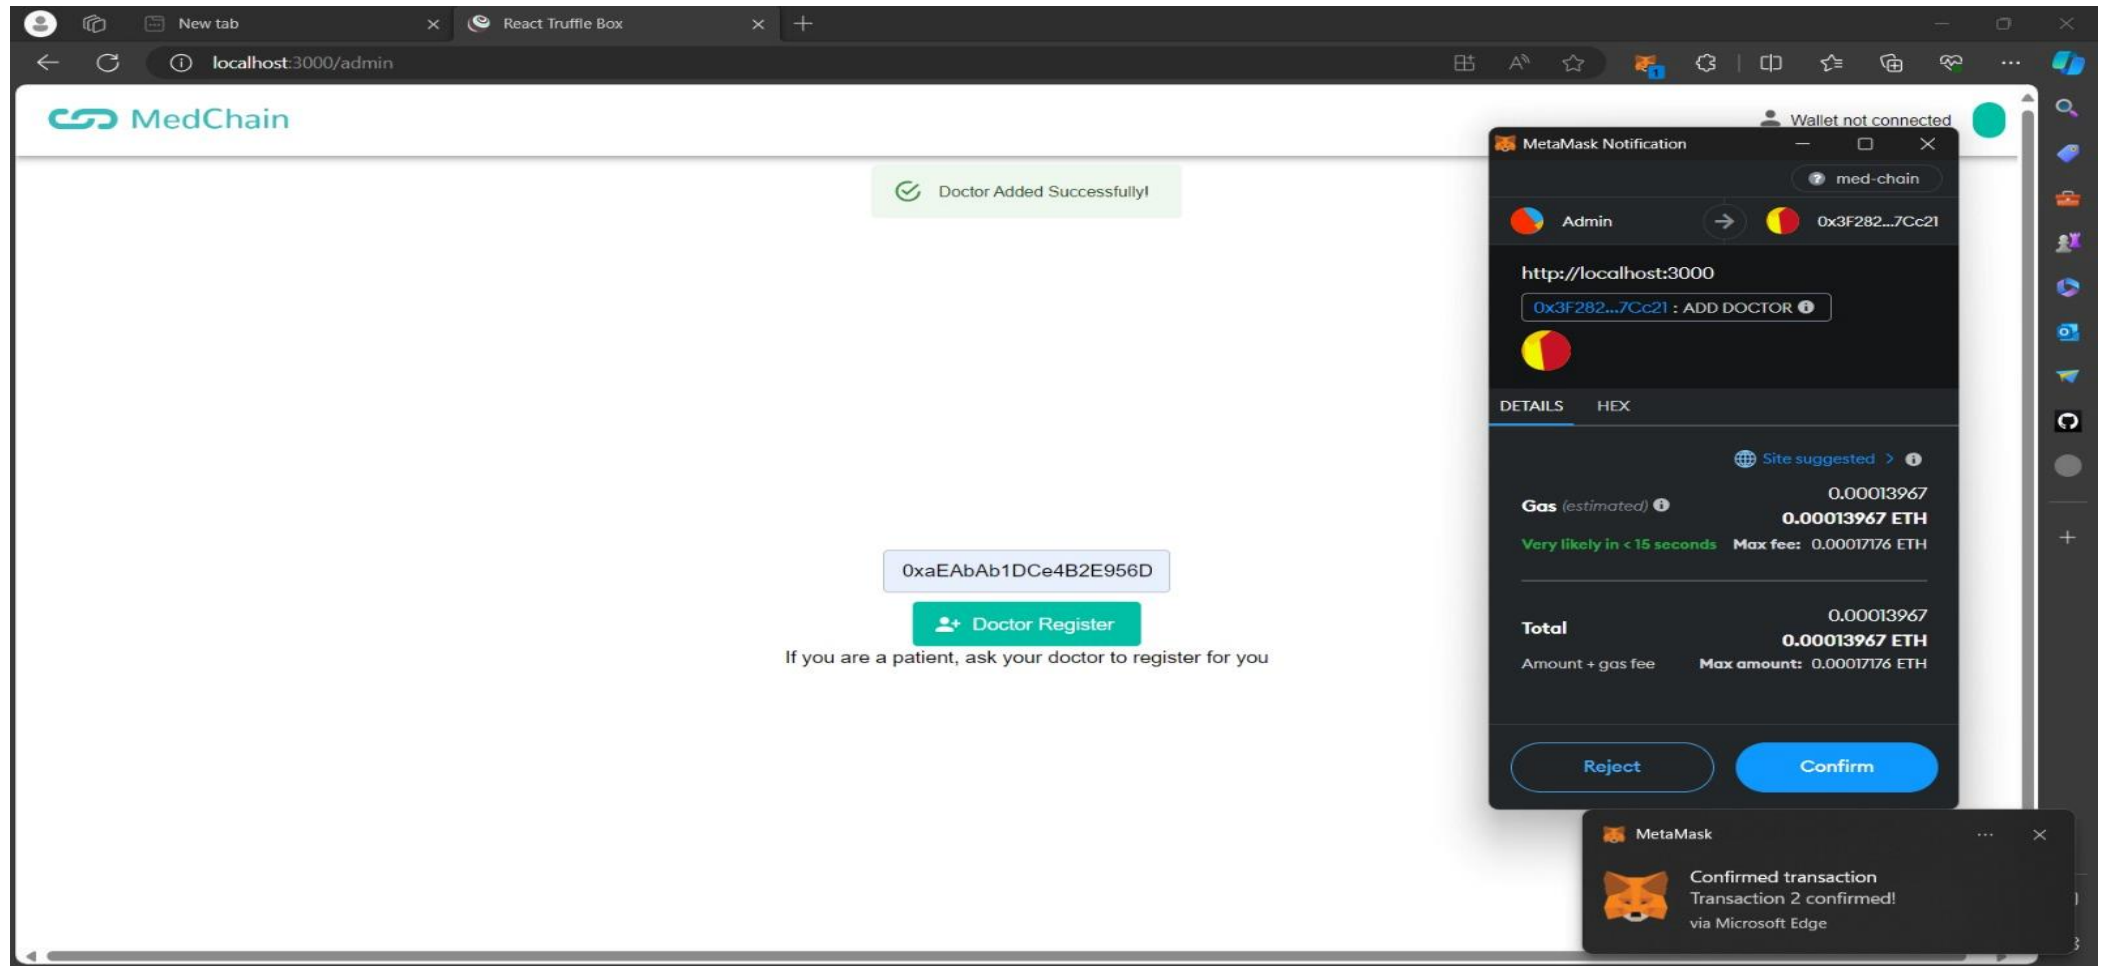 New tab
React Truffle Box
localhost:3000/admin
MedChain
Wallet not connected
Doctor Added Successfully!
0xaEAbAb1DCe4B2E956D
Doctor Register
If you are a patient, ask your doctor to register for you
MetaMask Notification
med-chain
Admin 0x3F282...7Cc21
http://localhost:3000
0x3F282...7Cc21 : ADD DOCTOR
DETAILS HEX
Site suggested >
0.00013967
Gas (estimated) 0.00013967 ETH
Very likely in < 15 seconds Max fee: 0.00017176 ETH
0.00013967
Total 0.00013967 ETH
Amount + gas fee Max amount: 0.00017176 ETH
Reject Confirm
MetaMask
Confirmed transaction
Transaction 2 confirmed!
via Microsoft Edge